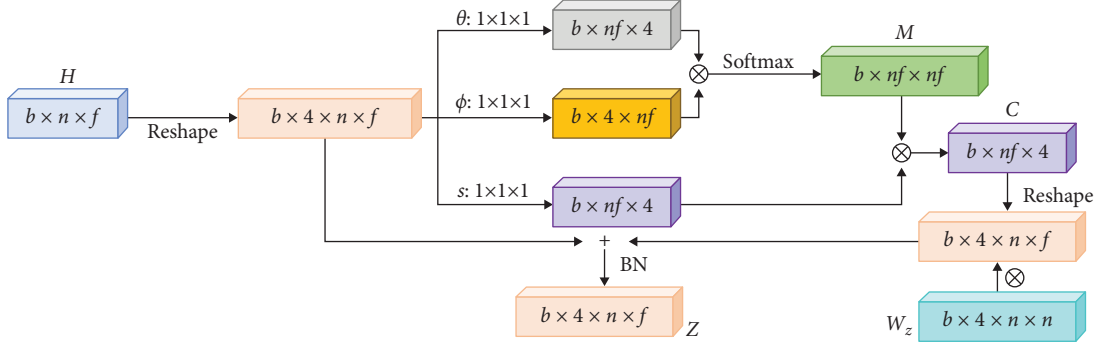 θ: 1×1×1
b × nf × 4
M
Softmax
b × nf × nf
H
b × n × f
Reshape
b × 4 × n × f
ϕ: 1×1×1
b × 4 × nf
C
b × nf × 4
s: 1×1×1
b × nf × 4
Reshape
+
b × 4 × n × f
BN
b × 4 × n × f
Z
W_z
b × 4 × n × n